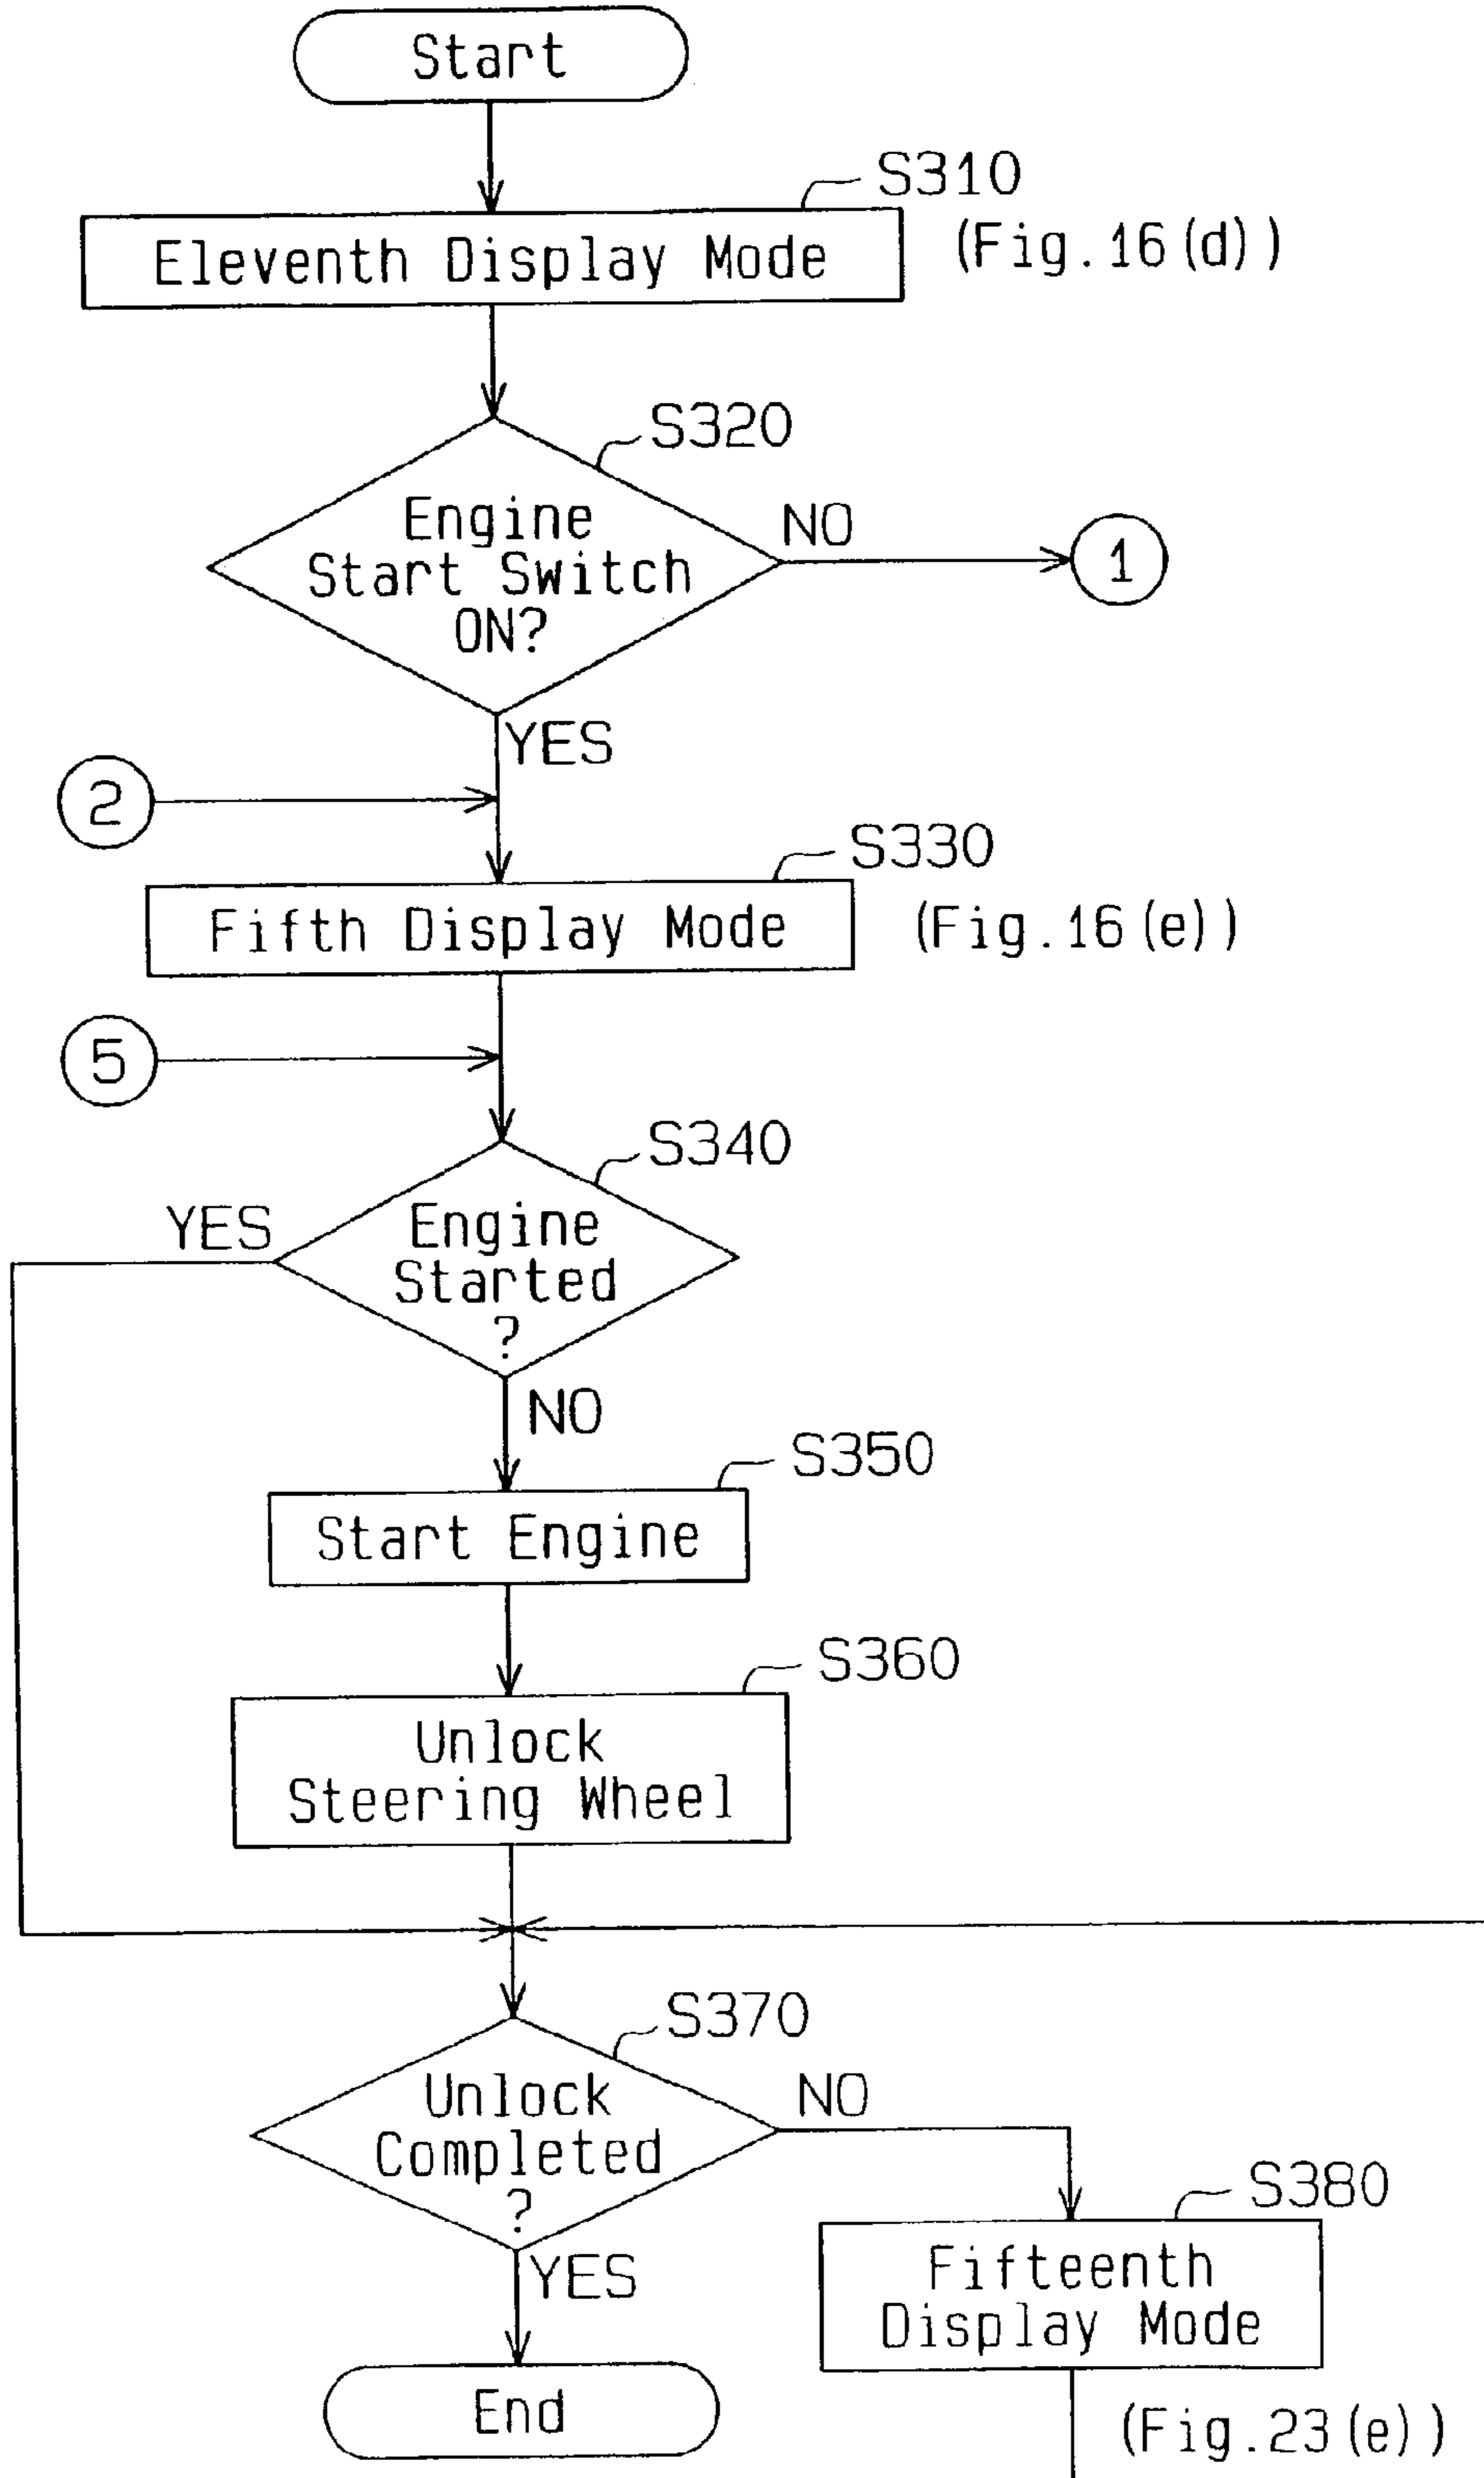 Start
S310
Eleventh Display Mode
(Fig.16(d))
S320
Engine
Start Switch
ON?
NO
1
YES
2
S330
Fifth Display Mode
(Fig.16(e))
5
S340
YES
Engine
Started
?
NO
S350
Start Engine
S360
Unlock
Steering Wheel
S370
Unlock
Completed
?
NO
S380
YES
Fifteenth
Display Mode
End
(Fig.23(e))